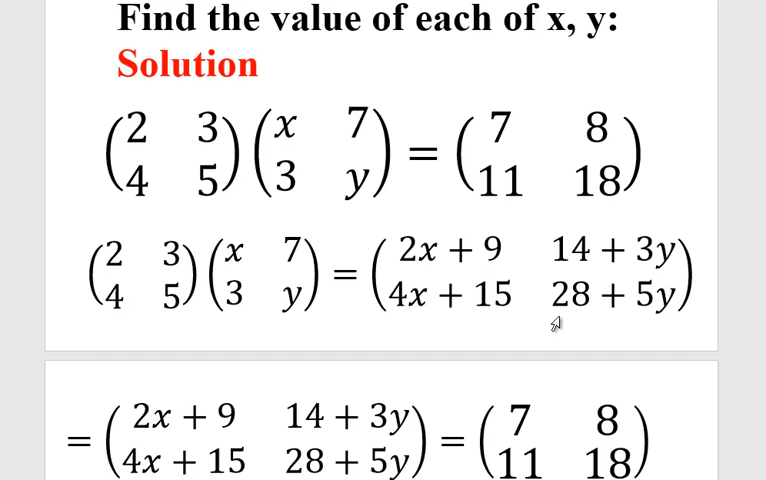 Find the value of each of x, y:
Solution
(2 3
4 5)(x 7
3 y) = (7 8
11 18)
(2 3
4 5)(x 7
3 y) = (2x + 9 14 + 3y
4x + 15 28 + 5y)
= (2x + 9 14 + 3y
4x + 15 28 + 5y) = (7 8
11 18)